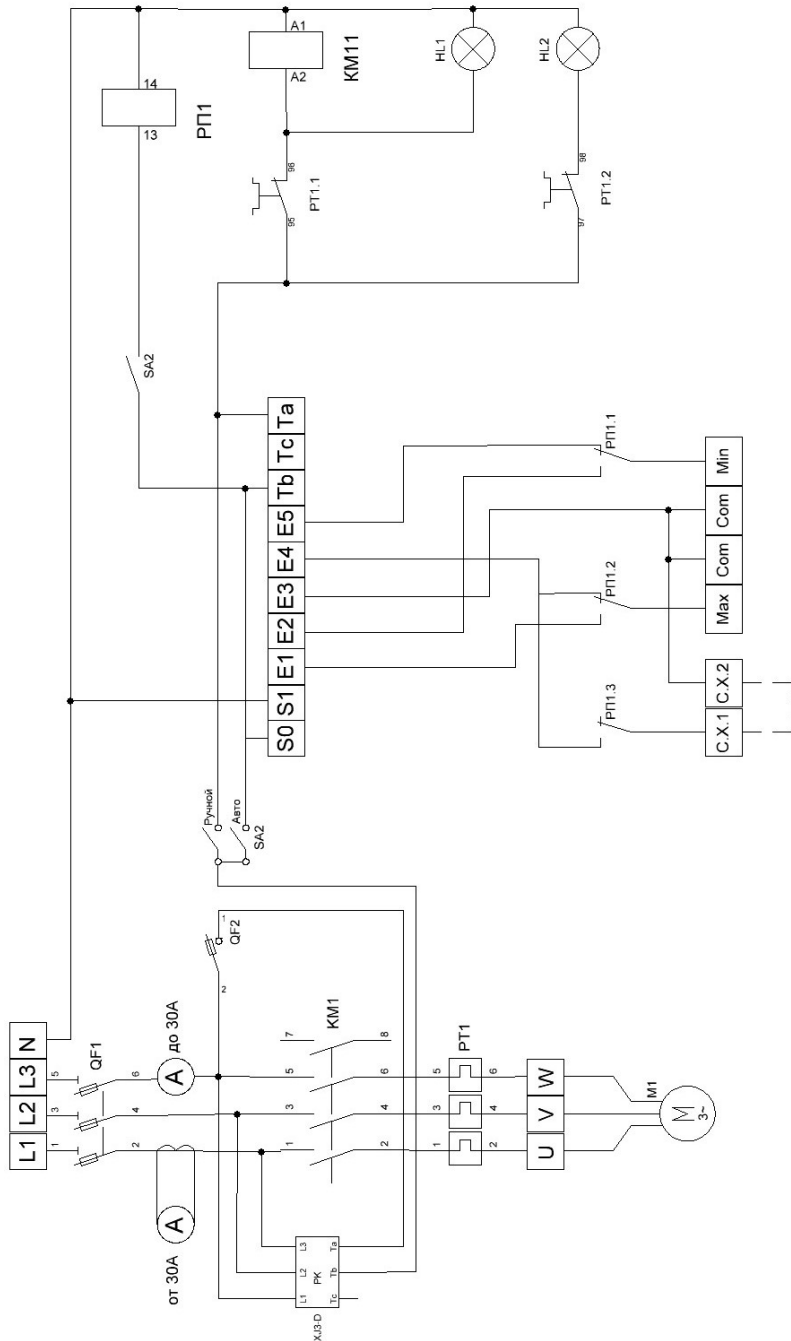 A1
A2
KM11
HL1
HL2
14
13
РП1
96
95
PT1.1
98
97
PT1.2
SA2
S0 S1 E1 E2 E3 E4 E5 Tb Tc Ta
РП1.1
РП1.2
РП1.3
C.X.1 C.X.2 Max Com Com Min
Ручной
Авто
SA2
1
QF2
2
L1 L2 L3 N
1 3 5
QF1
2 4 6
A
до 30А
A
от 30А
KM1
1 3 5 7
2 4 6 8
L1 L2 L3
РК
Tc Tb Ta
XJ3-D
PT1
1 3 5
2 4 6
U V W
M1
M
3~